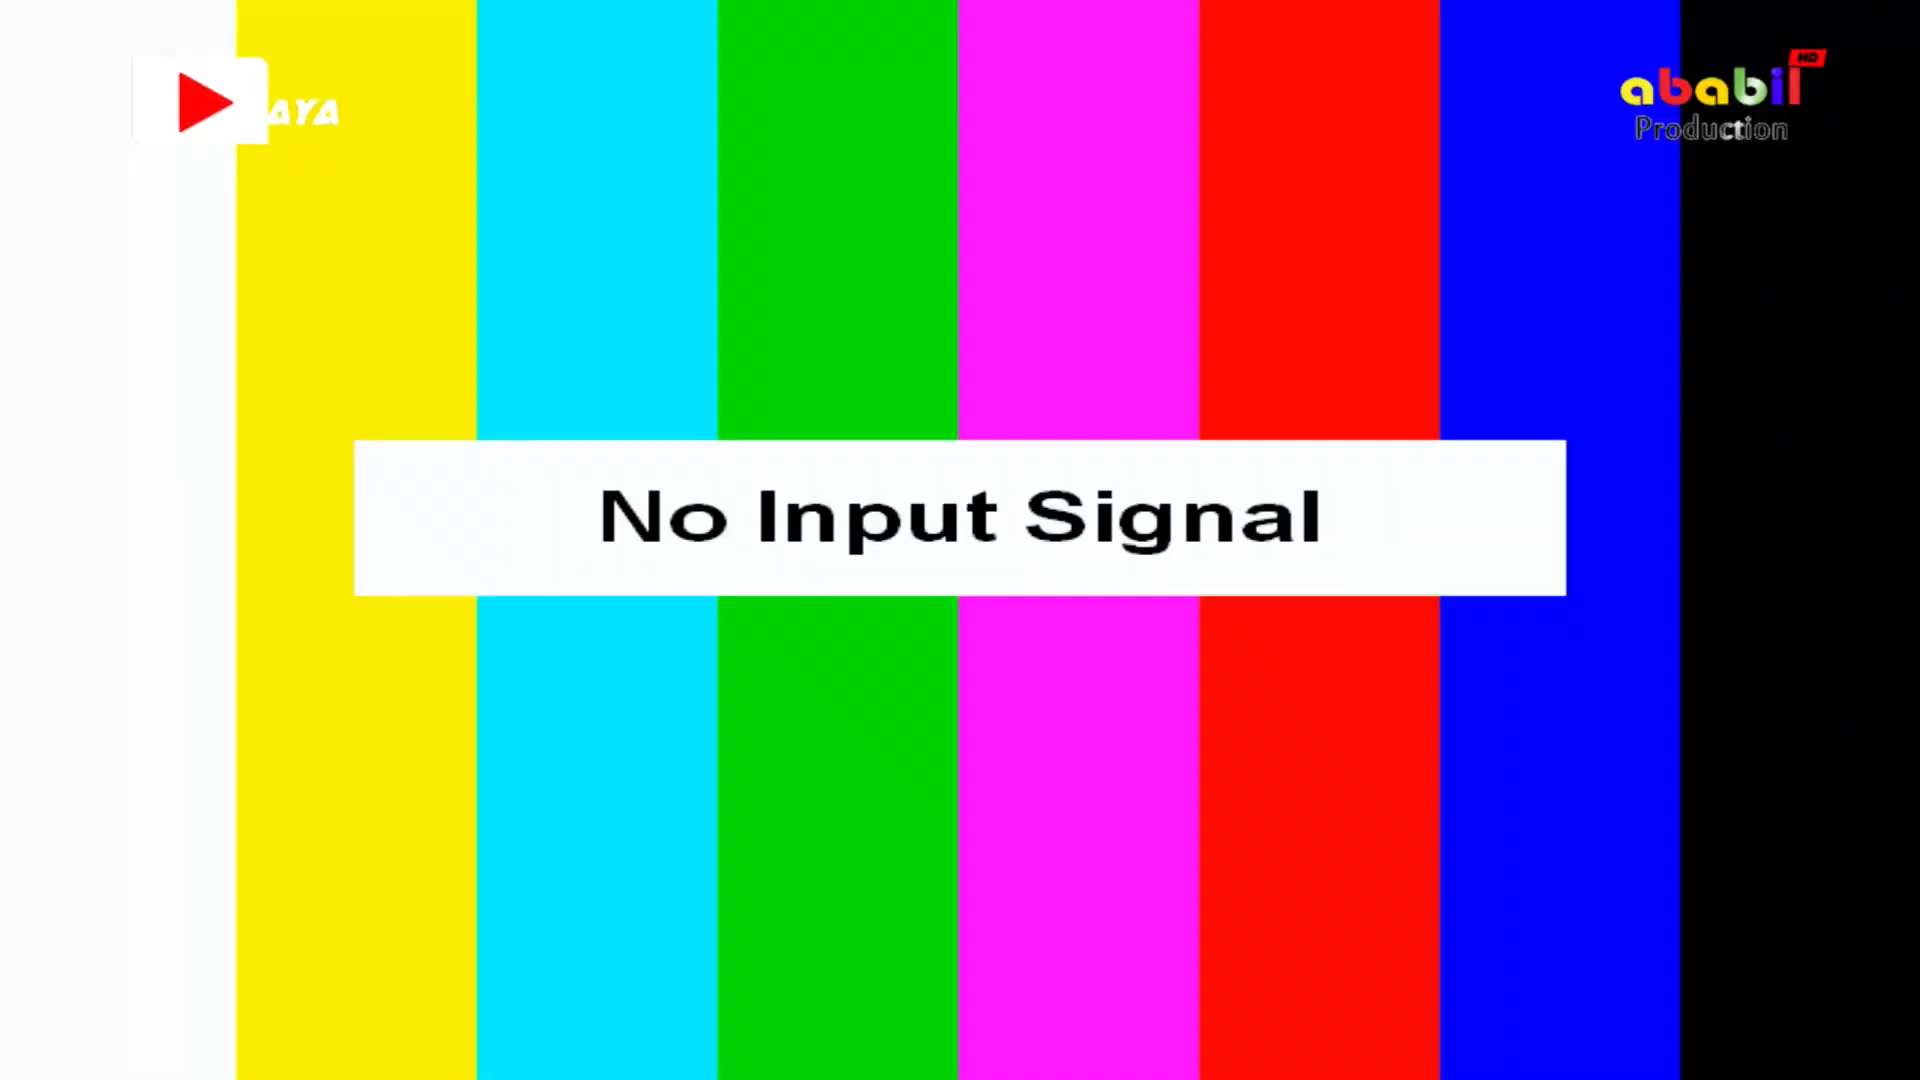 AYA
HD
ababil
Production
No Input Signal